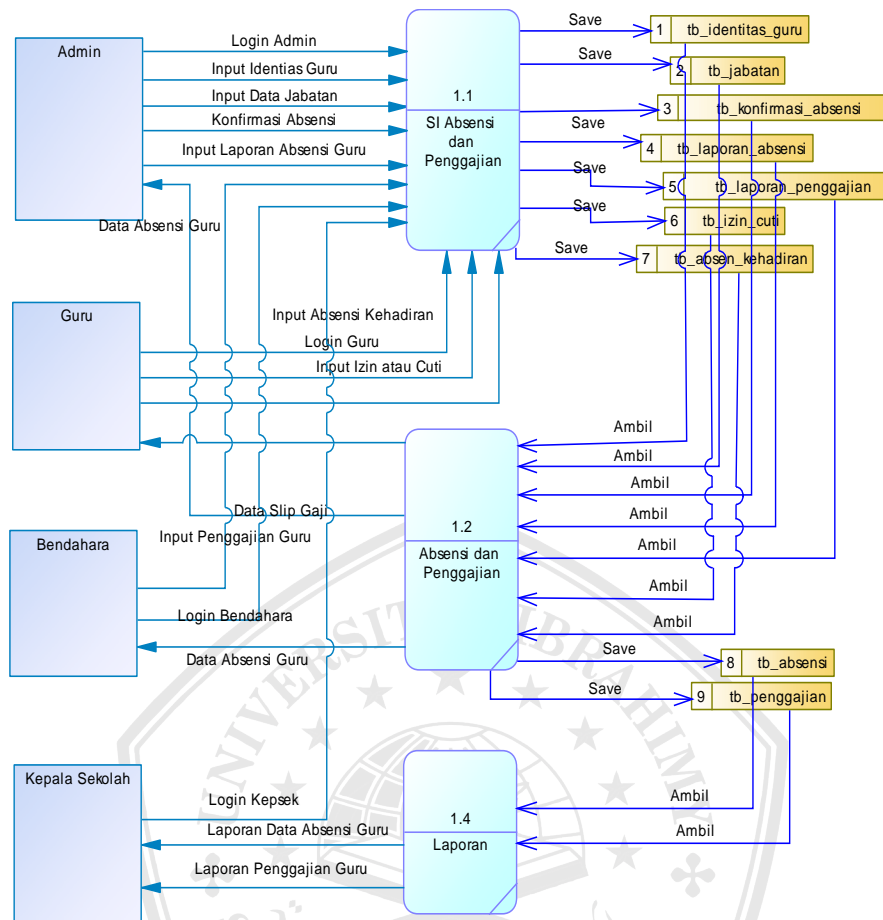 Admin
Login Admin
Input Identias Guru
Input Data Jabatan
Konfirmasi Absensi
Input Laporan Absensi Guru
Data Absensi Guru
1.1
SI Absensi
dan
Penggajian
Save
1 tb_identitas_guru
Save
2 tb_jabatan
3 tb_konfirmasi_absensi
Save
4 tb_laporan_absensi
Save
5 tb_laporan_penggajian
Save
6 tb_izin_cuti
Save
7 tb_absen_kehadiran
Guru
Input Absensi Kehadiran
Login Guru
Input Izin atau Cuti
Ambil
Ambil
Ambil
Ambil
Ambil
Ambil
Ambil
1.2
Absensi dan
Penggajian
Data Slip Gaji
Input Penggajian Guru
Bendahara
Login Bendahara
Data Absensi Guru
Save
8 tb_absensi
Save
9 tb_penggajian
Kepala Sekolah
Login Kepsek
Laporan Data Absensi Guru
Laporan Penggajian Guru
1.4
Laporan
Ambil
Ambil
UNIVERSITAS IBRAHIMY